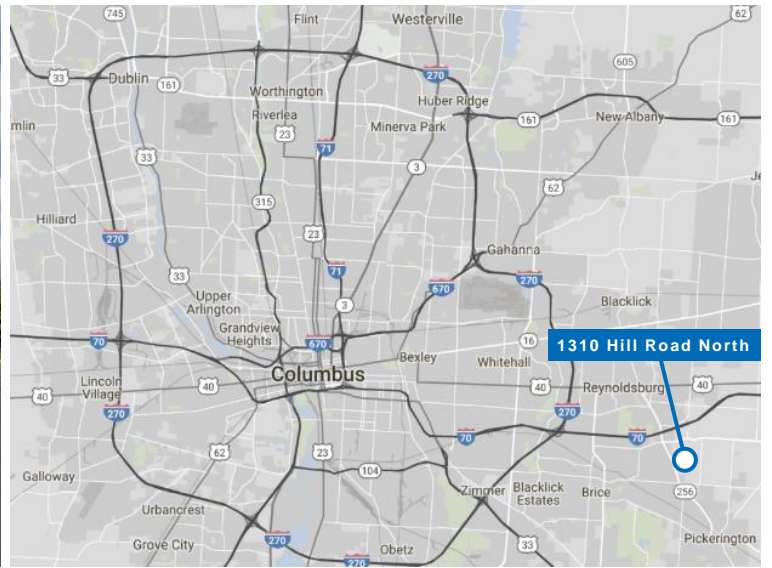 745
Flint
Westerville
62
33
Dublin
161
270
605
Worthington
Riverlea
Huber Ridge
mlin
23
Minerva Park
161
New Albany
161
71
3
33
62
Je
Hilliard
315
270
23
Gahanna
71
270
33
670
Upper
Arlington
3
Blacklick
Grandview
Heights
16
70
670
1310 Hill Road North
Bexley
Whitehall
Columbus
Lincoln
Village
40
40
Reynoldsburg
40
40
270
270
70
70
62
23
Galloway
104
256
Zimmer
Blacklick
Estates
Brice
Urbancrest
270
Pickerington
Grove City
Obetz
33
270